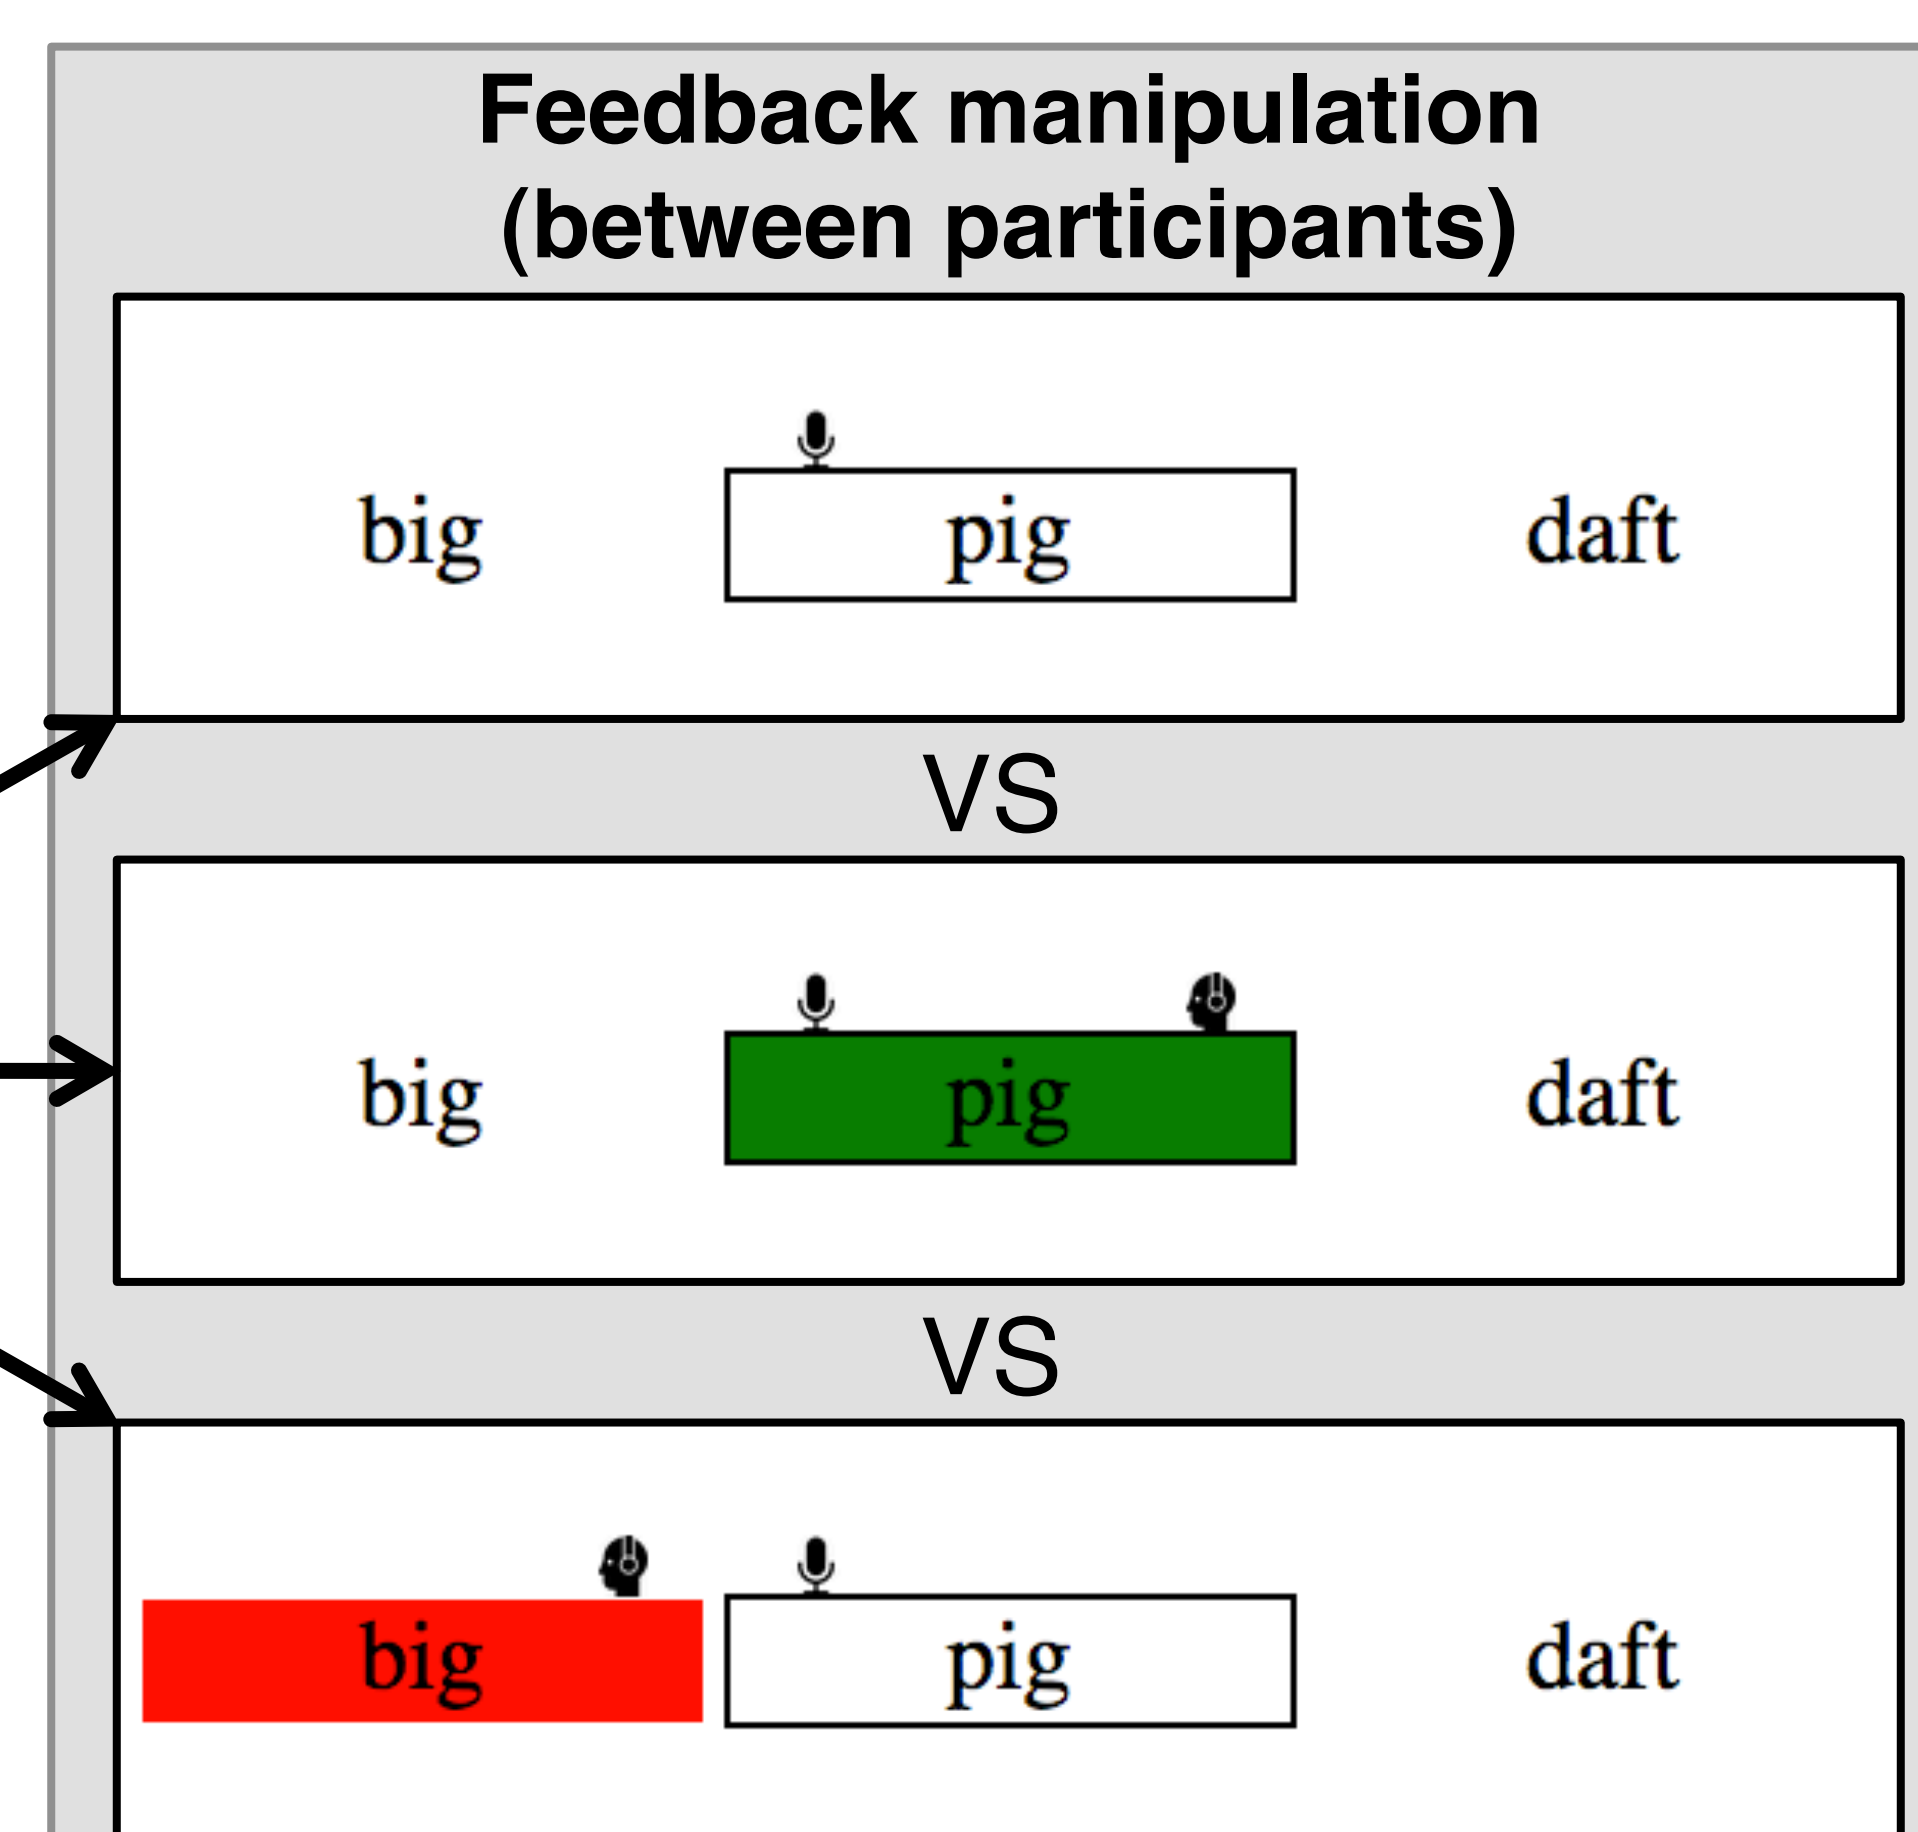 Feedback manipulation
(between participants)
big pig daft
VS
big pig daft
VS
big pig daft